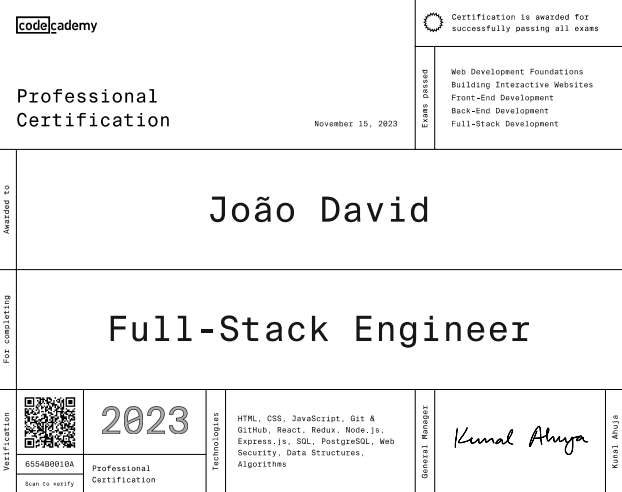 codecademy
Certification is awarded for
successfully passing all exams
Professional
Certification
November 15, 2023
Exams passed
Web Development Foundations
Building Interactive Websites
Front-End Development
Back-End Development
Full-Stack Development
Awarded to
João David
For completing
Full-Stack Engineer
Verification
6554B0010A
Scan to verify
2023
Professional
Certification
Technologies
HTML, CSS, JavaScript, Git &
GitHub, React, Redux, Node.js,
Express.js, SQL, PostgreSQL, Web
Security, Data Structures,
Algorithms
General Manager
Kunal Ahuja
Kunal Ahuja